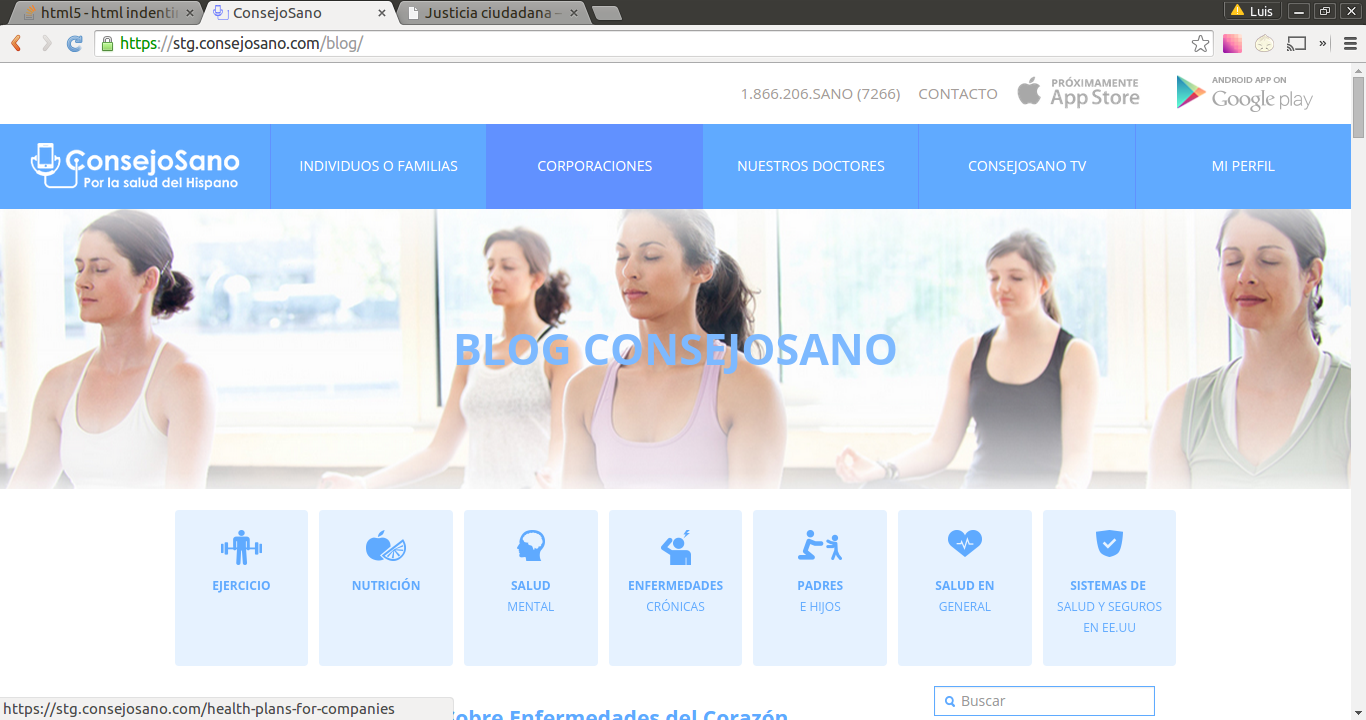 html5 - html indentin
ConsejoSano
Justicia ciudadana –
Luis
https://stg.consejosano.com/blog/
1.866.206.SANO (7266)
CONTACTO
PRÓXIMAMENTE
App Store
ANDROID APP ON
Google play
ConsejoSano
Por la salud del Hispano
INDIVIDUOS O FAMILIAS
CORPORACIONES
NUESTROS DOCTORES
CONSEJOSANO TV
MI PERFIL
BLOG CONSEJOSANO
EJERCICIO
NUTRICIÓN
SALUD
MENTAL
ENFERMEDADES
CRÓNICAS
PADRES
E HIJOS
SALUD EN
GENERAL
SISTEMAS DE
SALUD Y SEGUROS
EN EE.UU
Buscar
sobre Enfermedades del Corazón
https://stg.consejosano.com/health-plans-for-companies